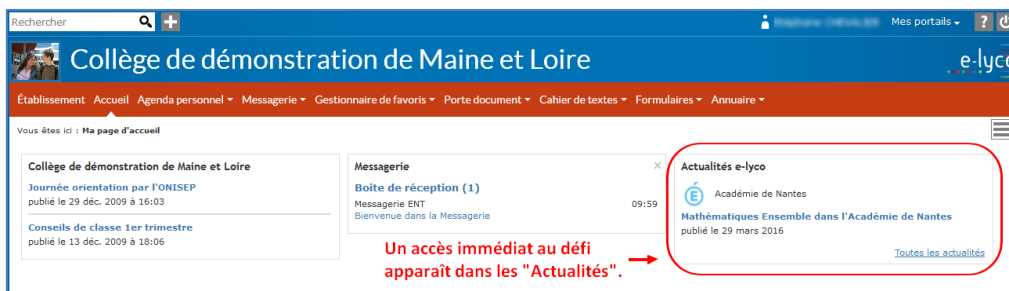 Rechercher
Mes portails
?
Collège de démonstration de Maine et Loire
e-lyco
Établissement Accueil Agenda personnel Messagerie Gestionnaire de favoris Porte document Cahier de textes Formulaires Annuaire
Vous êtes ici : Ma page d'accueil
Collège de démonstration de Maine et Loire
Journée orientation par l'ONISEP
publié le 29 déc. 2009 à 16:03
Conseils de classe 1er trimestre
publié le 13 déc. 2009 à 18:06
Messagerie
Boite de réception (1)
Messagerie ENT 09:59
Bienvenue dans la Messagerie
Actualités e-lyco
Académie de Nantes
Mathématiques Ensemble dans l'Académie de Nantes
publié le 29 mars 2016
Toutes les actualités
Un accès immédiat au défi
apparaît dans les "Actualités".